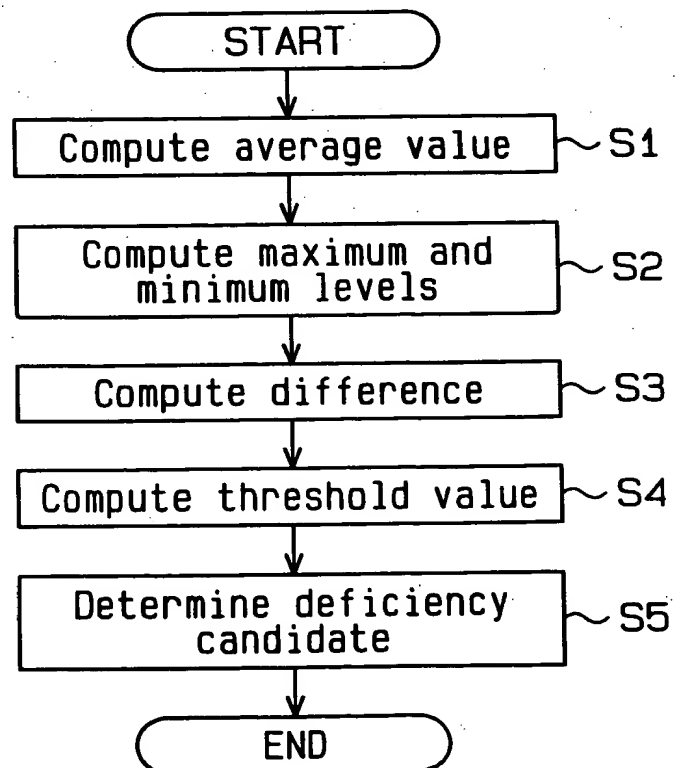 START
Compute average value
S1
Compute maximum and
minimum levels
S2
Compute difference
S3
Compute threshold value
S4
Determine deficiency
candidate
S5
END